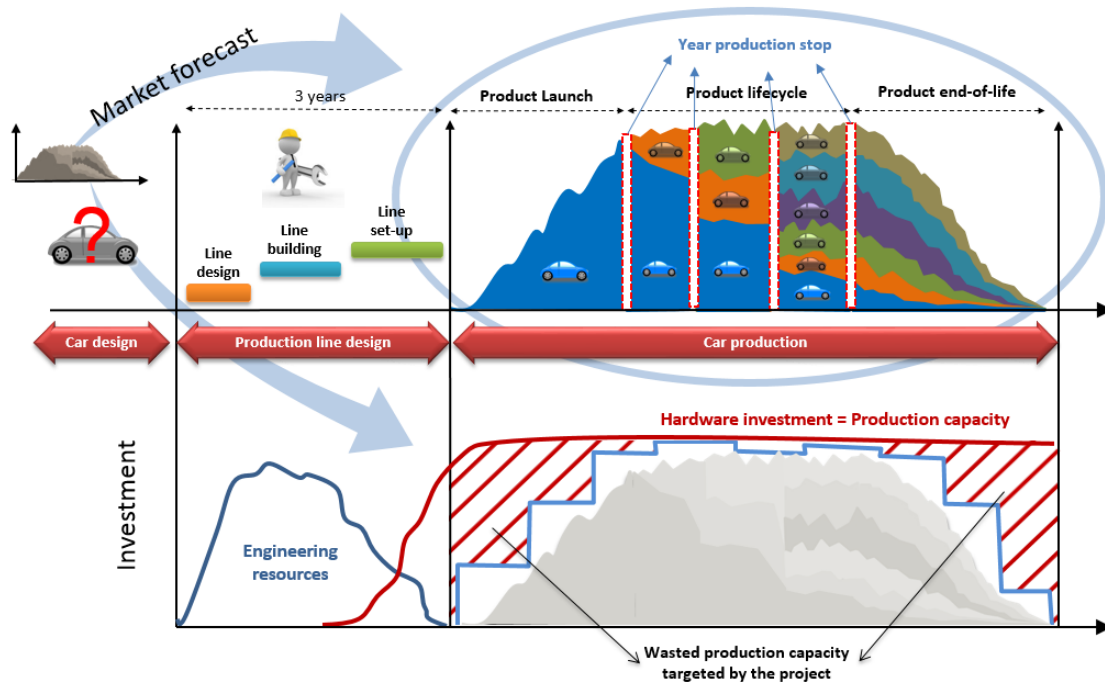 Market forecast
Year production stop
3 years
Product Launch
Product lifecycle
Product end-of-life
?
Line
set-up
Line
building
Line
design
Car design
Production line design
Car production
Investment
Hardware investment = Production capacity
Engineering
resources
Wasted production capacity
targeted by the project